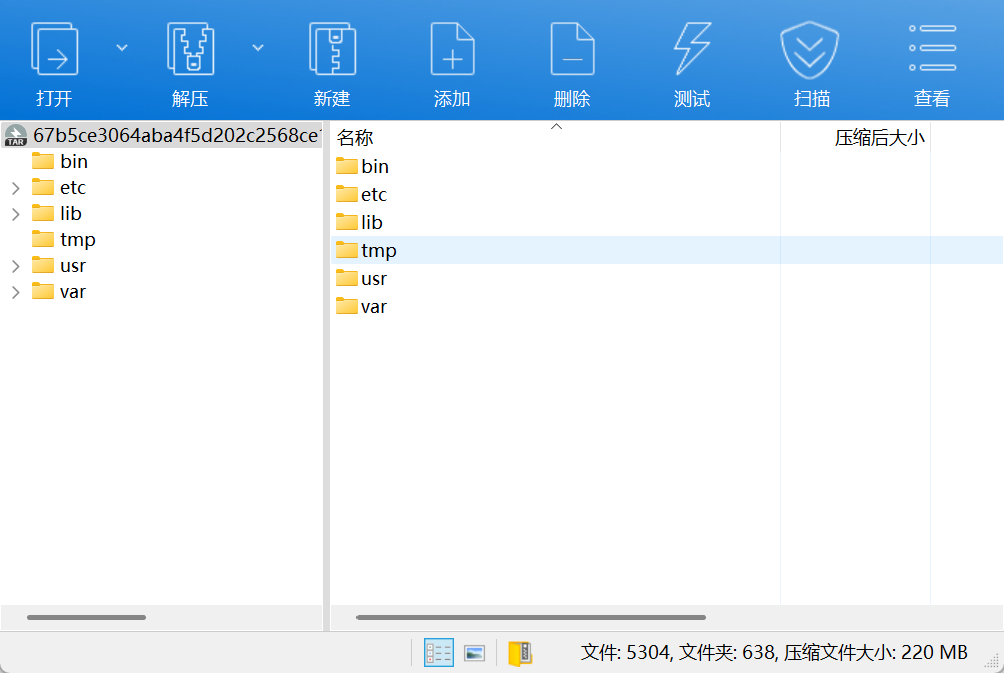 打开 解压 新建 添加 删除 测试 扫描 查看
TAR 67b5ce3064aba4f5d202c2568ce
bin
etc
lib
tmp
usr
var
名称 压缩后大小
bin
etc
lib
tmp
usr
var
文件: 5304, 文件夹: 638, 压缩文件大小: 220 MB